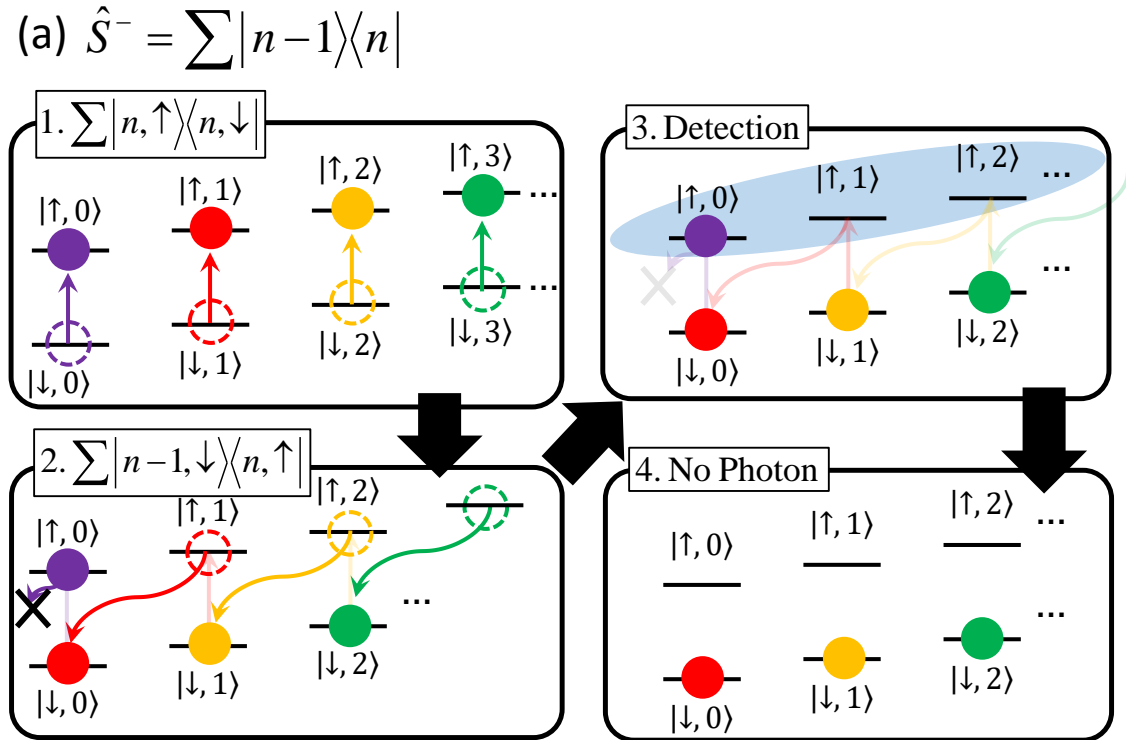 (a) Ŝ⁻ = ∑|n−1⟩⟨n|
1. ∑|n,↑⟩⟨n,↓|
|↑, 0⟩ |↑, 1⟩ |↑, 2⟩ |↑, 3⟩ ...
...
|↓, 0⟩ |↓, 1⟩ |↓, 2⟩ |↓, 3⟩
2. ∑|n−1,↓⟩⟨n,↑|
|↑, 0⟩ |↑, 1⟩ |↑, 2⟩
...
|↓, 0⟩ |↓, 1⟩ |↓, 2⟩
3. Detection
|↑, 0⟩ |↑, 1⟩ |↑, 2⟩ ...
...
|↓, 0⟩ |↓, 1⟩ |↓, 2⟩
4. No Photon
|↑, 0⟩ |↑, 1⟩ |↑, 2⟩ ...
...
|↓, 0⟩ |↓, 1⟩ |↓, 2⟩